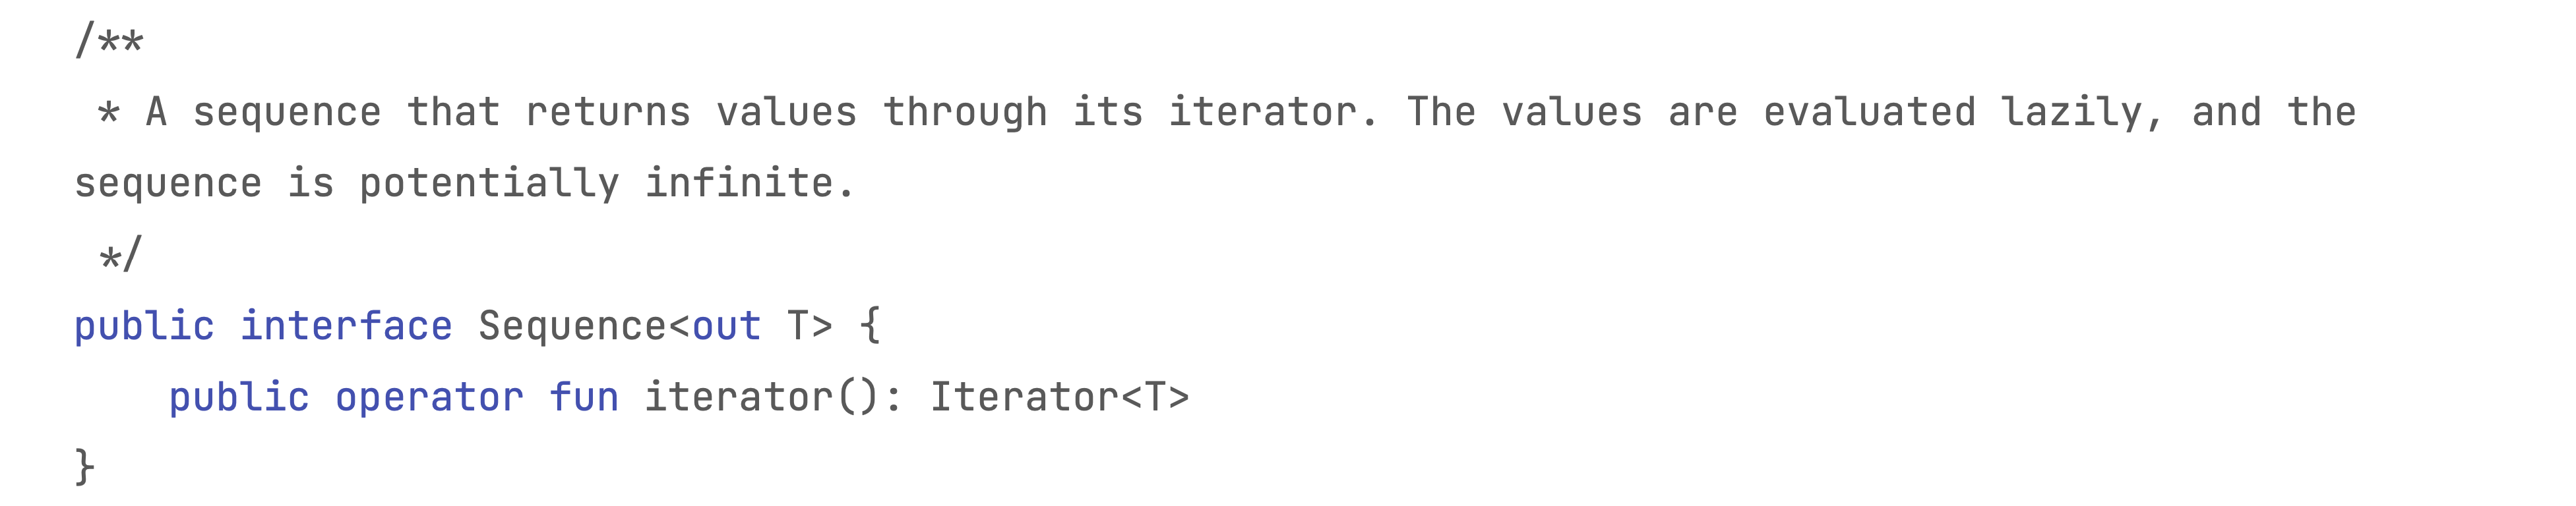 /**
 * A sequence that returns values through its iterator. The values are evaluated lazily, and the
sequence is potentially infinite.
 */
public interface Sequence<out T> {
    public operator fun iterator(): Iterator<T>
}